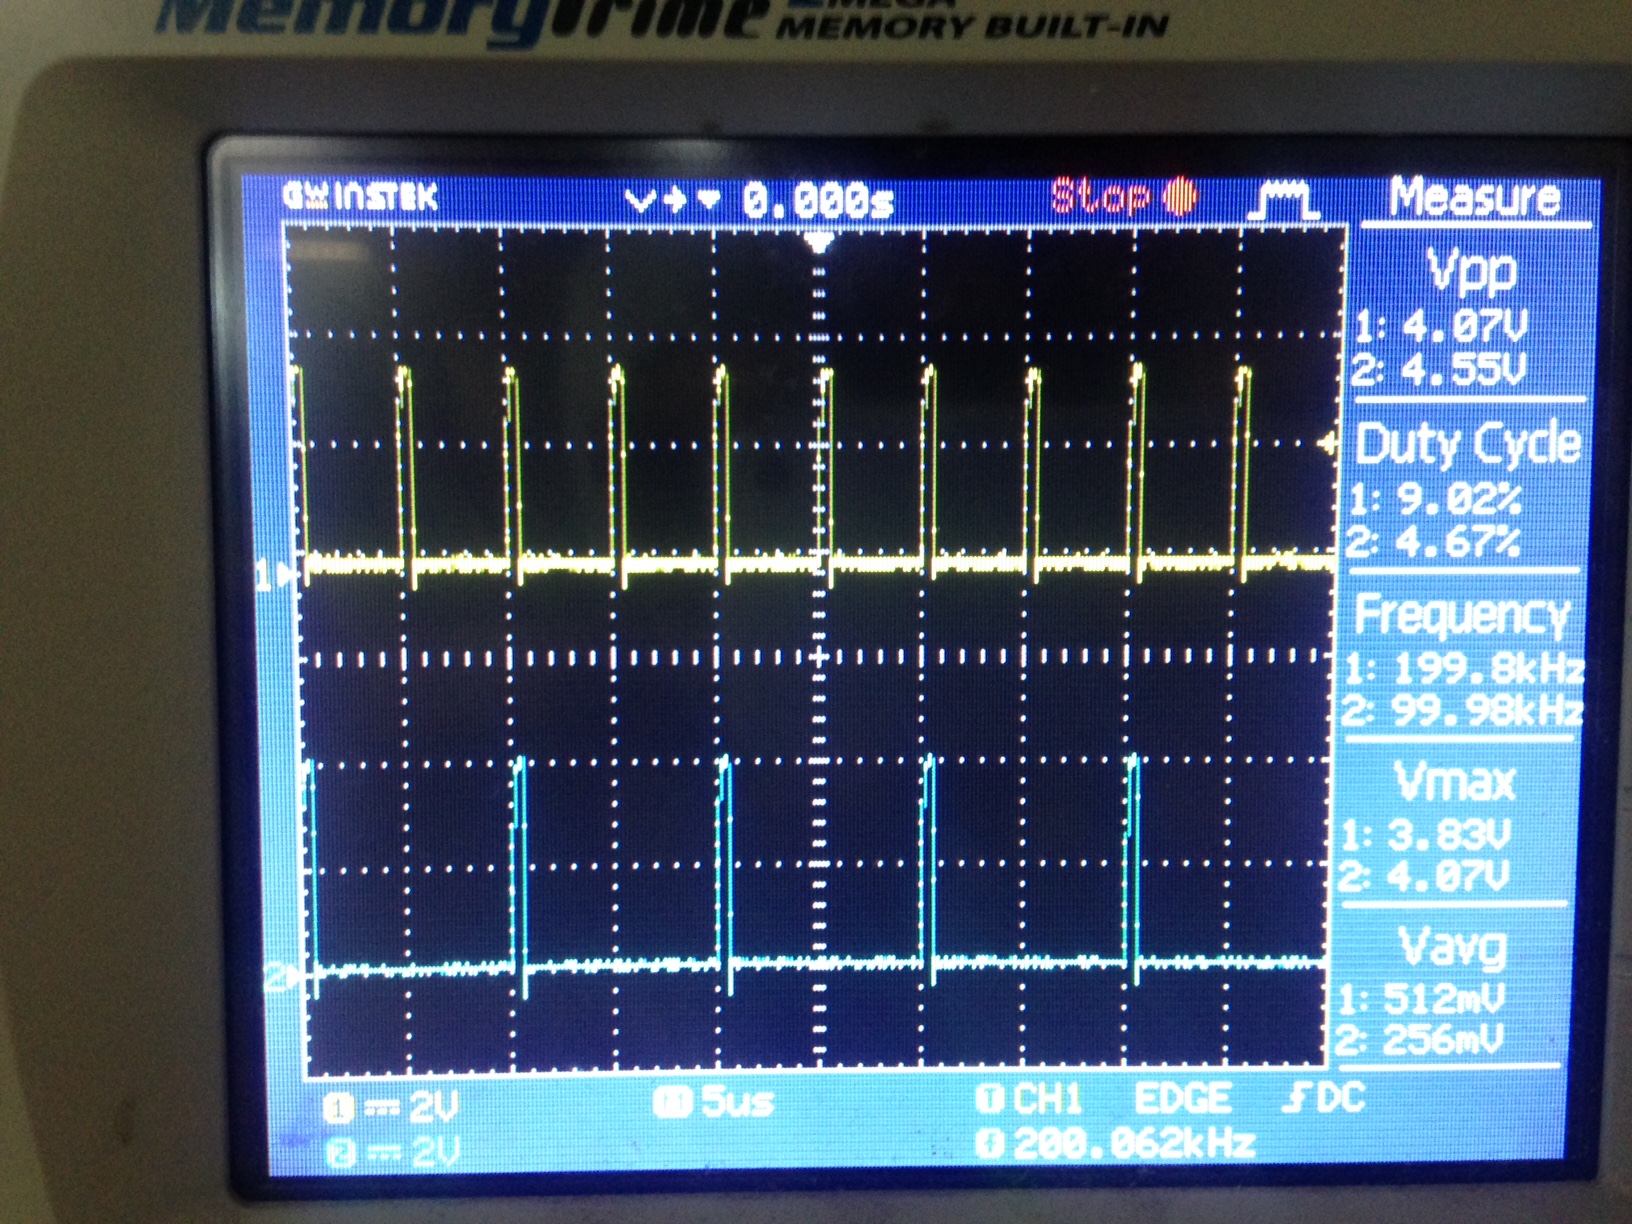 MemoryPrime MEGA
MEMORY BUILT-IN
GW INSTEK 0.000s Stop Measure
Vpp
1: 4.07V
2: 4.55V
Duty Cycle
1: 9.02%
2: 4.67%
Frequency
1: 199.8kHz
2: 99.98kHz
Vmax
1: 3.83V
2: 4.07V
Vavg
1: 512mV
2: 256mV
1
2
1 2V M 5us T CH1 EDGE DC
2 2V f 200.062kHz